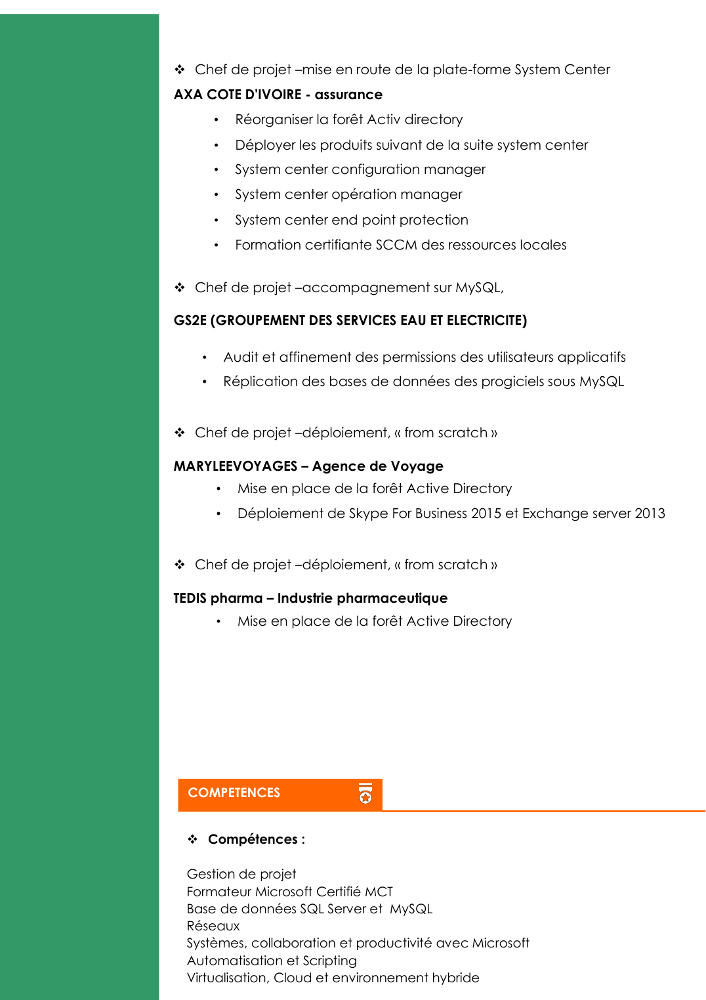 ❖ Chef de projet –mise en route de la plate-forme System Center
AXA COTE D'IVOIRE - assurance
• Réorganiser la forêt Activ directory
• Déployer les produits suivant de la suite system center
• System center configuration manager
• System center opération manager
• System center end point protection
• Formation certifiante SCCM des ressources locales
❖ Chef de projet –accompagnement sur MySQL,
GS2E (GROUPEMENT DES SERVICES EAU ET ELECTRICITE)
• Audit et affinement des permissions des utilisateurs applicatifs
• Réplication des bases de données des progiciels sous MySQL
❖ Chef de projet –déploiement, « from scratch »
MARYLEEVOYAGES – Agence de Voyage
• Mise en place de la forêt Active Directory
• Déploiement de Skype For Business 2015 et Exchange server 2013
❖ Chef de projet –déploiement, « from scratch »
TEDIS pharma – Industrie pharmaceutique
• Mise en place de la forêt Active Directory
COMPETENCES
❖ Compétences :
Gestion de projet
Formateur Microsoft Certifié MCT
Base de données SQL Server et  MySQL
Réseaux
Systèmes, collaboration et productivité avec Microsoft
Automatisation et Scripting
Virtualisation, Cloud et environnement hybride